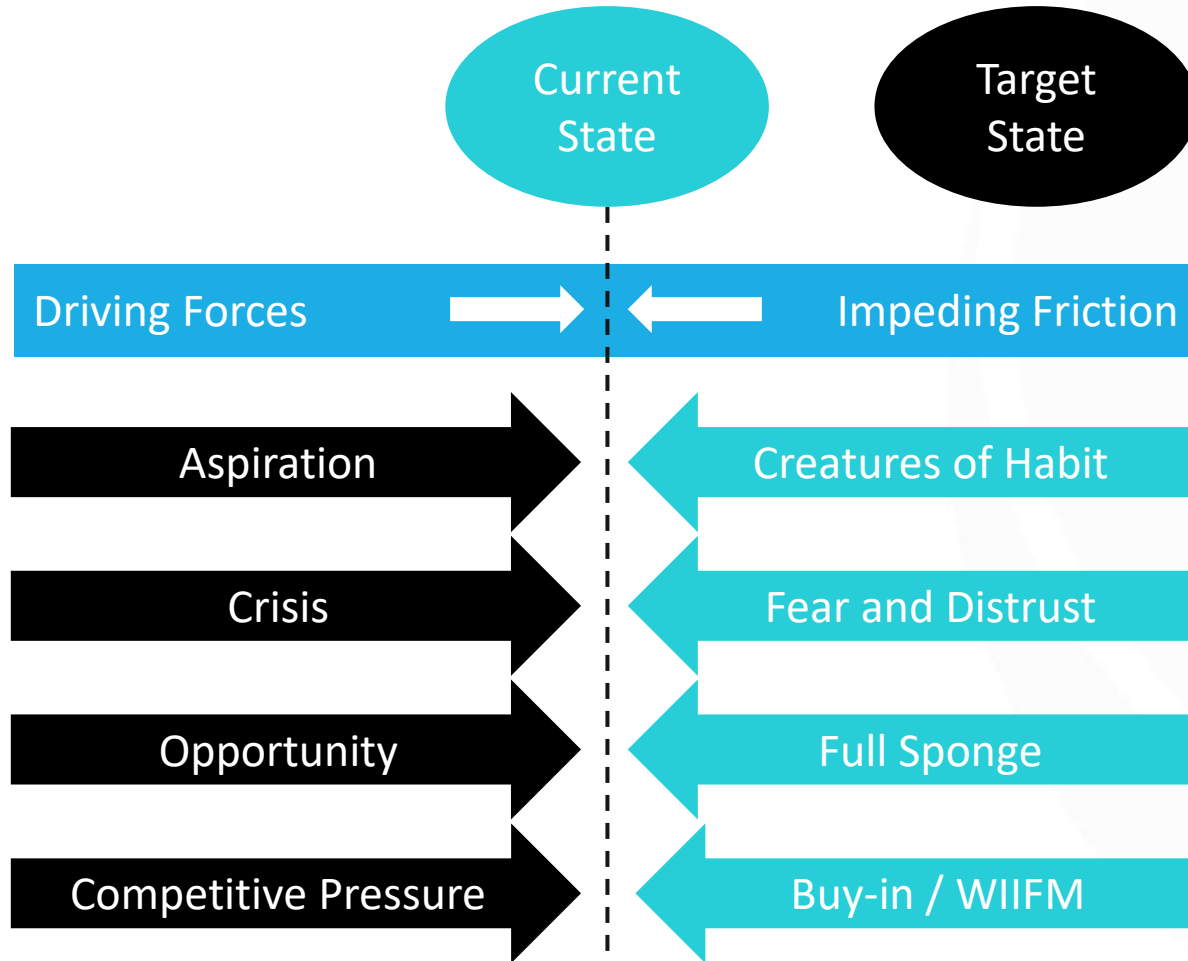 Current
State
Target
State
Driving Forces
Impeding Friction
Aspiration
Creatures of Habit
Crisis
Fear and Distrust
Opportunity
Full Sponge
Competitive Pressure
Buy-in / WIIFM